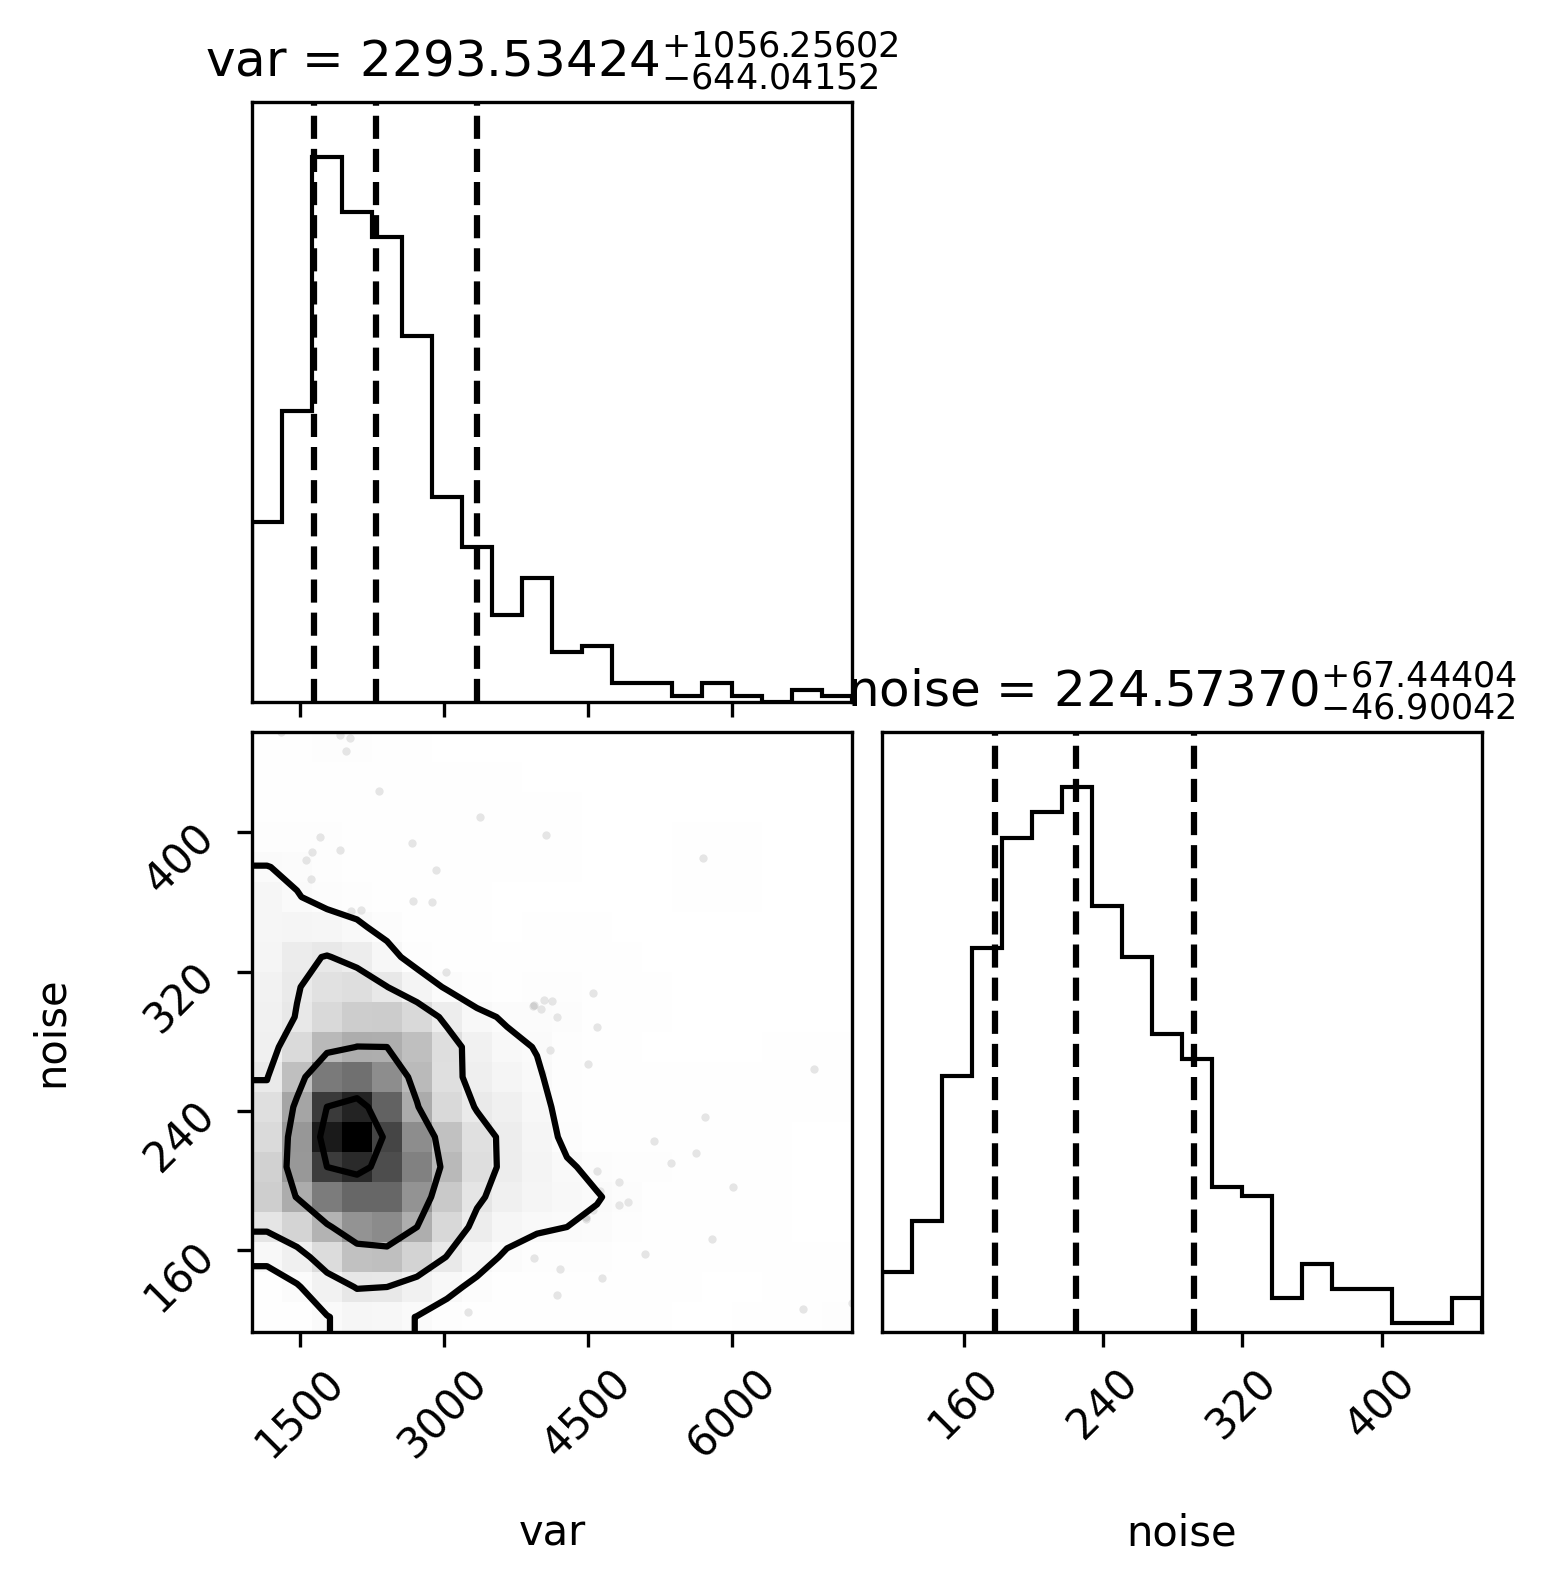 var = 2293.53424+1056.25602−644.04152
noise = 224.57370+67.44404−46.90042
400
320
240
160
noise
1500 3000 4500 6000
160 240 320 400
var
noise